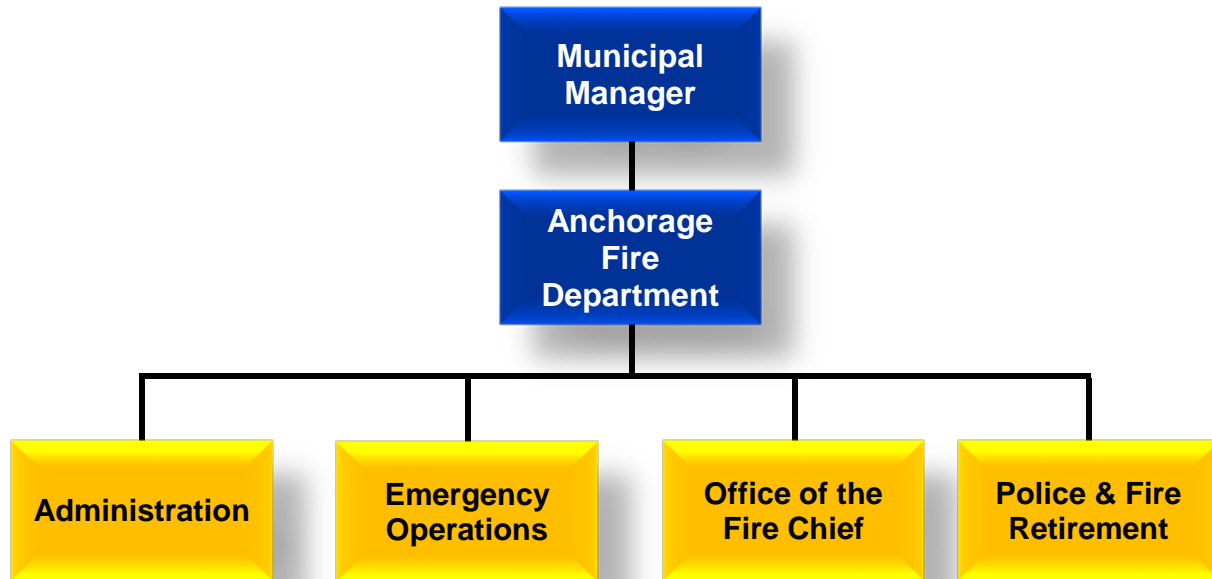 Municipal
Manager
Anchorage
Fire
Department
Administration
Emergency
Operations
Office of the
Fire Chief
Police & Fire
Retirement